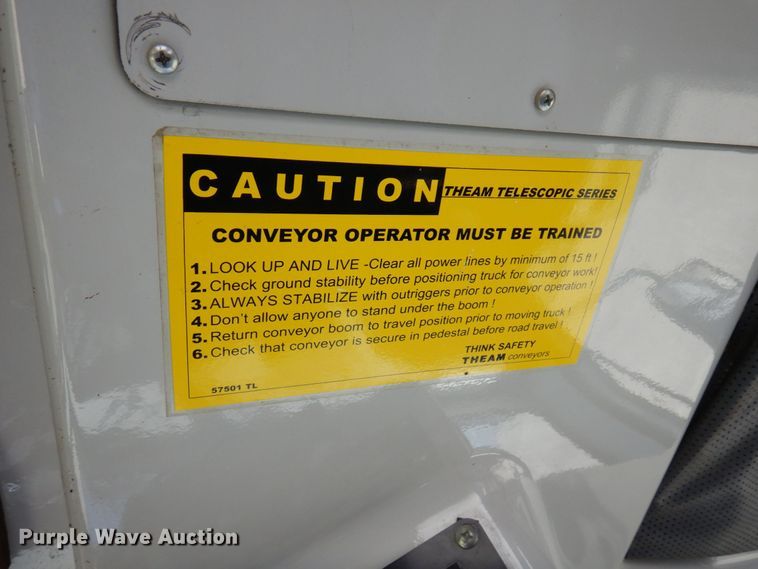 CAUTION THEAM TELESCOPIC SERIES
CONVEYOR OPERATOR MUST BE TRAINED
1. LOOK UP AND LIVE -Clear all power lines by minimum of 15 ft !
2. Check ground stability before positioning truck for conveyor work!
3. ALWAYS STABILIZE with outriggers prior to conveyor operation !
4. Don't allow anyone to stand under the boom !
5. Return conveyor boom to travel position prior to moving truck !
6. Check that conveyor is secure in pedestal before road travel !
THINK SAFETY
THEAM conveyors
57501 TL
Purple Wave Auction